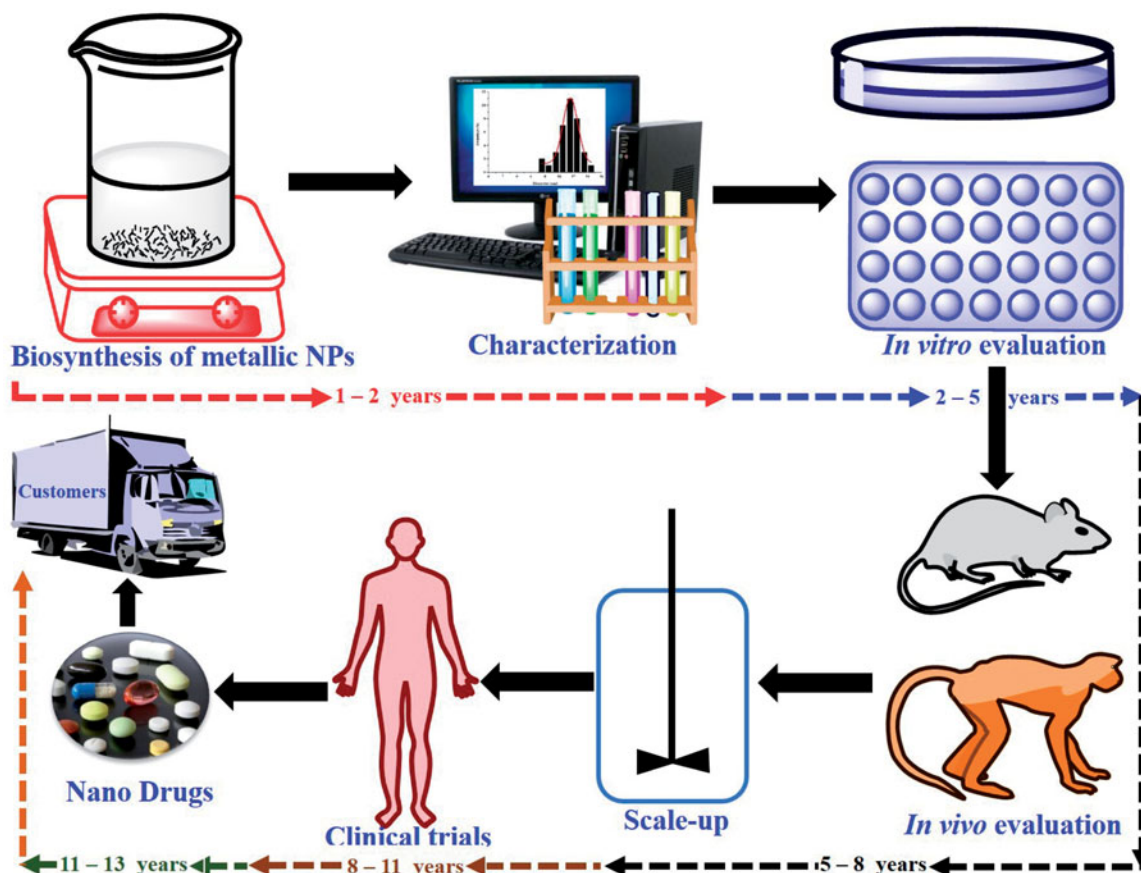 Biosynthesis of metallic NPs
Characterization
In vitro evaluation
1 – 2 years
2 – 5 years
Customers
Nano Drugs
Clinical trials
Scale-up
In vivo evaluation
11 – 13 years
8 – 11 years
5 – 8 years